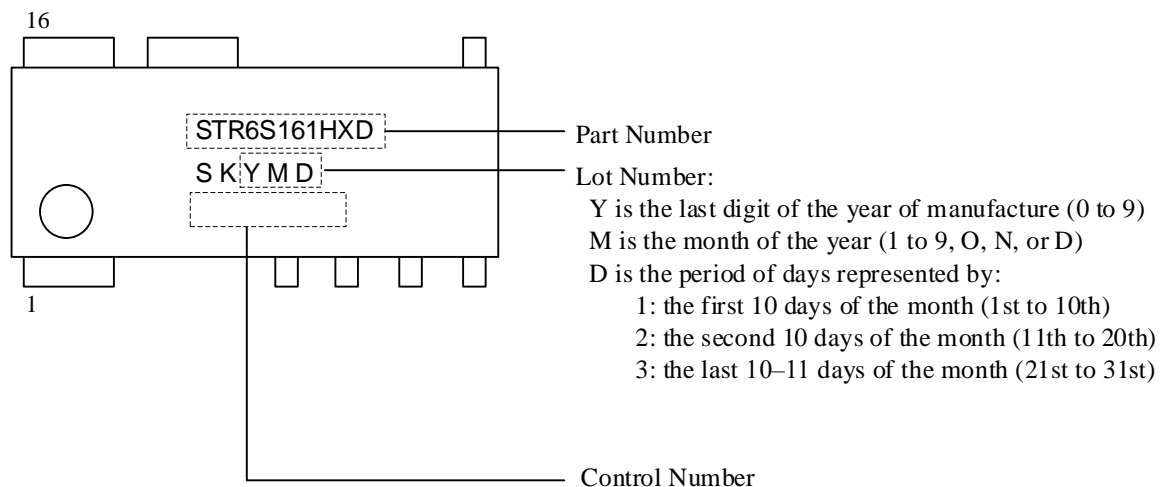 16
STR6S161HXD
Part Number
S K Y M D
Lot Number:
Y is the last digit of the year of manufacture (0 to 9)
M is the month of the year (1 to 9, O, N, or D)
D is the period of days represented by:
1: the first 10 days of the month (1st to 10th)
2: the second 10 days of the month (11th to 20th)
3: the last 10–11 days of the month (21st to 31st)
1
Control Number